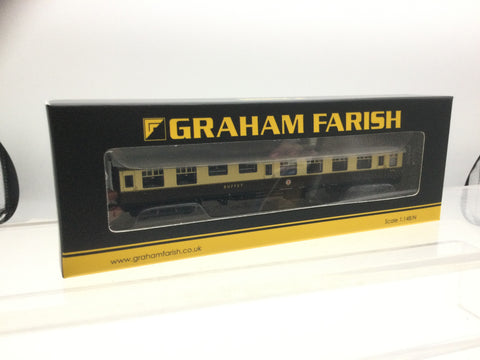 GRAHAM FARISH
BUFFET
Scale 1:148/N
www.grahamfarish.co.uk